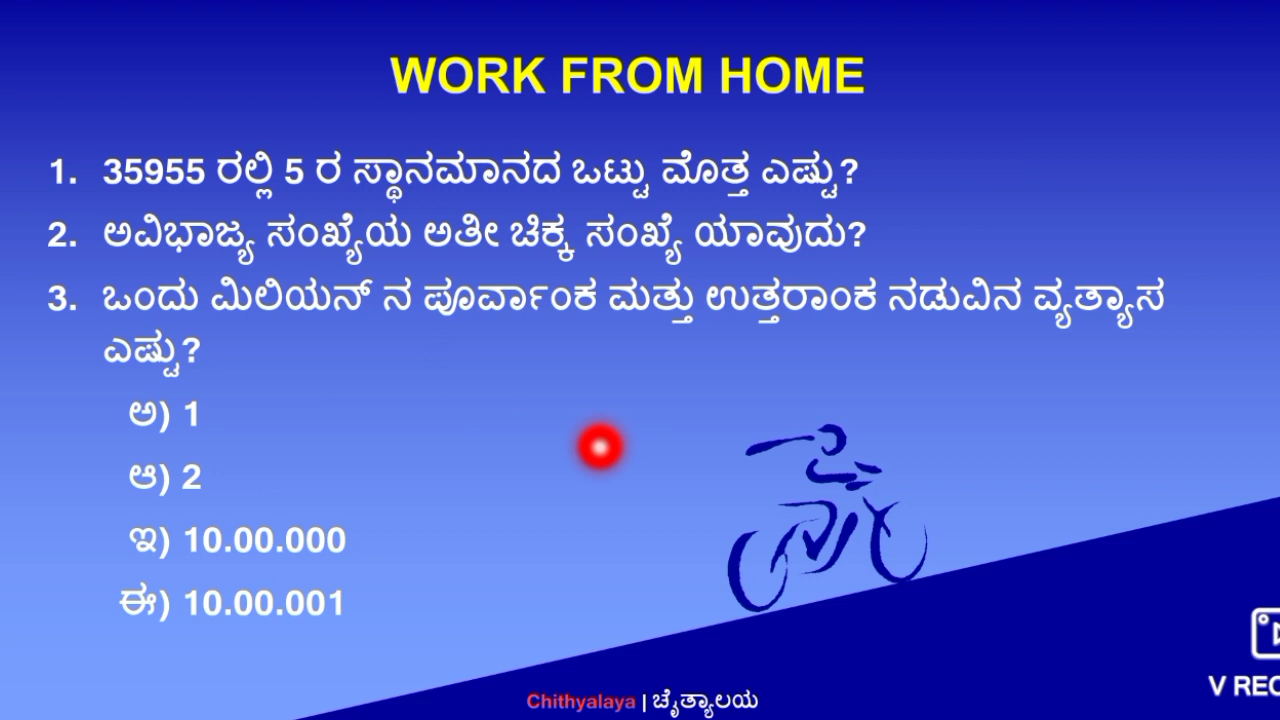 WORK FROM HOME
1. 35955 ರಲ್ಲಿ 5 ರ ಸ್ಥಾನಮಾನದ ಒಟ್ಟು ಮೊತ್ತ ಎಷ್ಟು?
2. ಅವಿಭಾಜ್ಯ ಸಂಖ್ಯೆಯ ಅತೀ ಚಿಕ್ಕ ಸಂಖ್ಯೆ ಯಾವುದು?
3. ಒಂದು ಮಿಲಿಯನ್ ನ ಪೂರ್ವಾಂಕ ಮತ್ತು ಉತ್ತರಾಂಕ ನಡುವಿನ ವ್ಯತ್ಯಾಸ
ಎಷ್ಟು?
ಅ) 1
ಆ) 2
ಇ) 10.00.000
ಈ) 10.00.001
V REC
Chithyalaya | ಚೈತ್ಯಾಲಯ